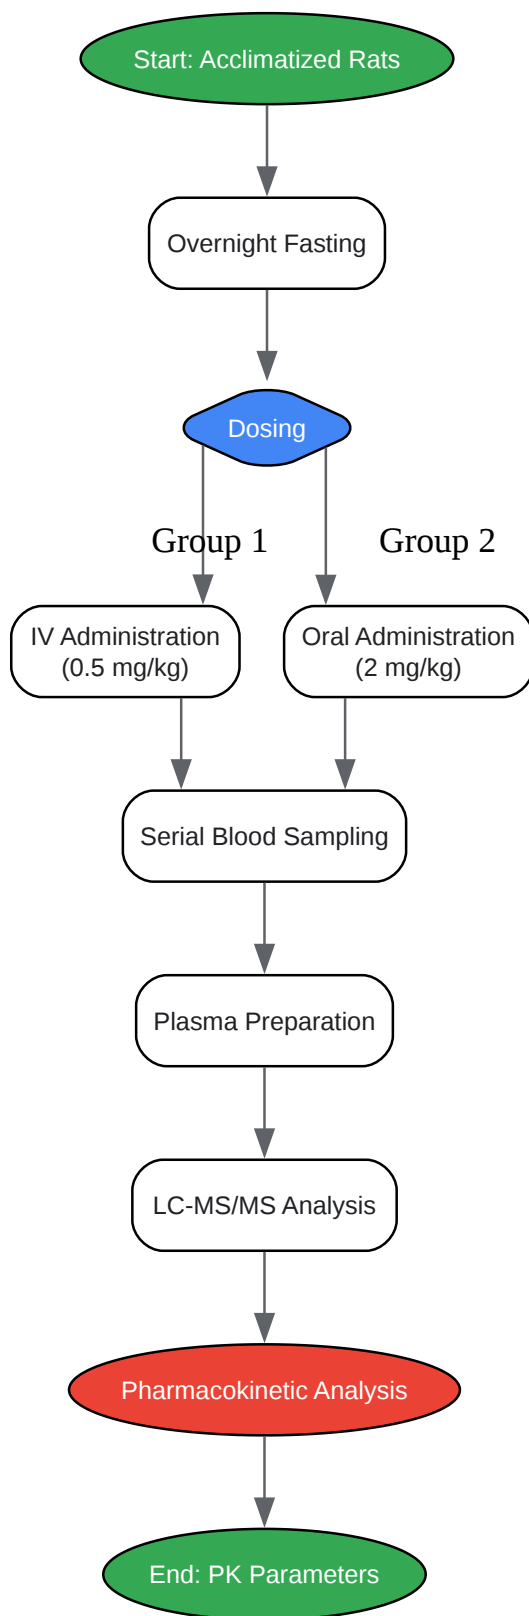 Start: Acclimatized Rats
Overnight Fasting
Dosing
Group 1
Group 2
IV Administration
(0.5 mg/kg)
Oral Administration
(2 mg/kg)
Serial Blood Sampling
Plasma Preparation
LC-MS/MS Analysis
Pharmacokinetic Analysis
End: PK Parameters